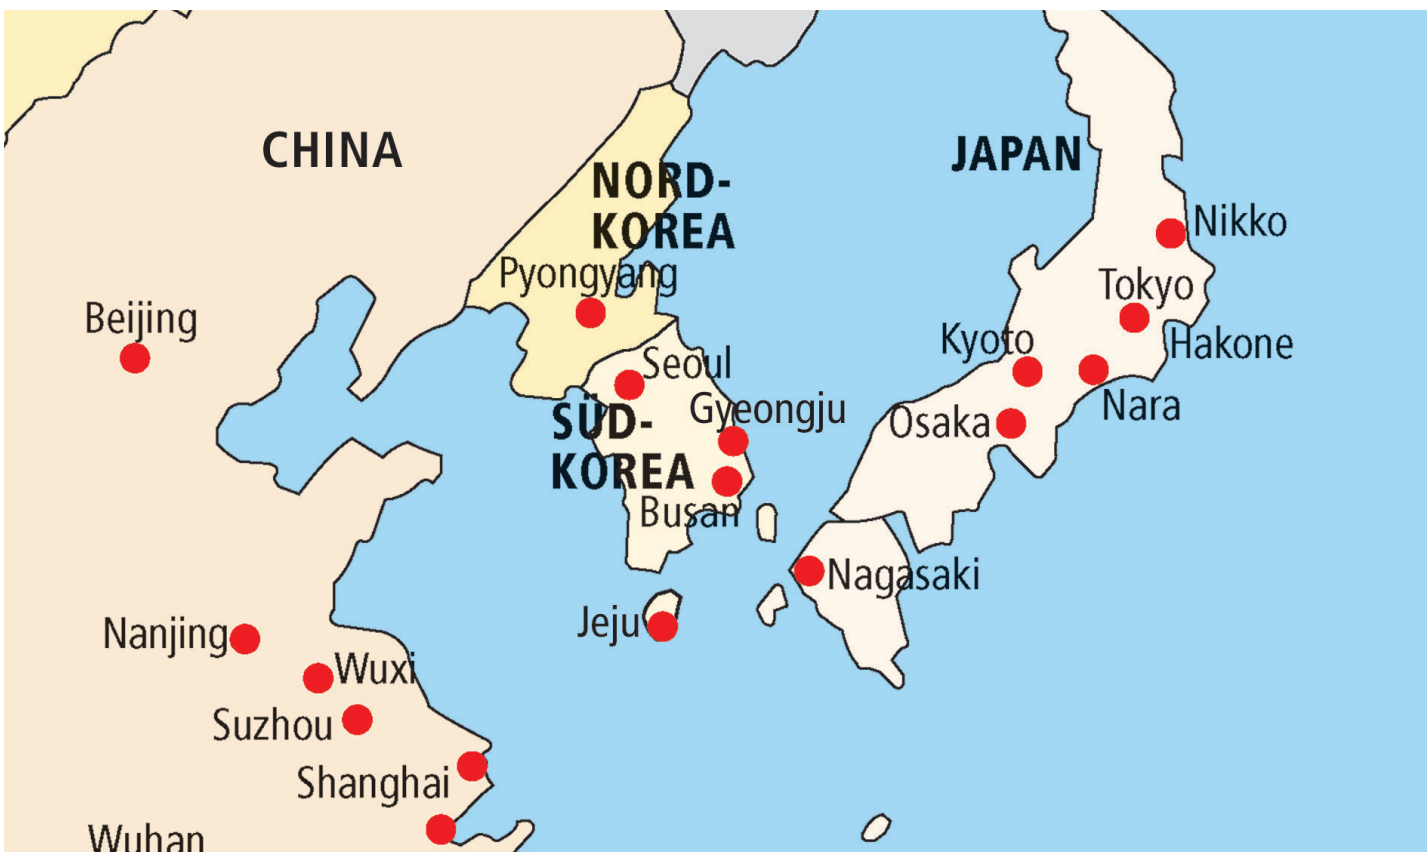 CHINA
NORD-
KOREA
JAPAN
Nikko
Pyongyang
Tokyo
Beijing
Kyoto
Hakone
Seoul
Gyeongju
Nara
SÜD-
KOREA
Osaka
Busan
Nagasaki
Jeju
Nanjing
Wuxi
Suzhou
Shanghai
Wuhan